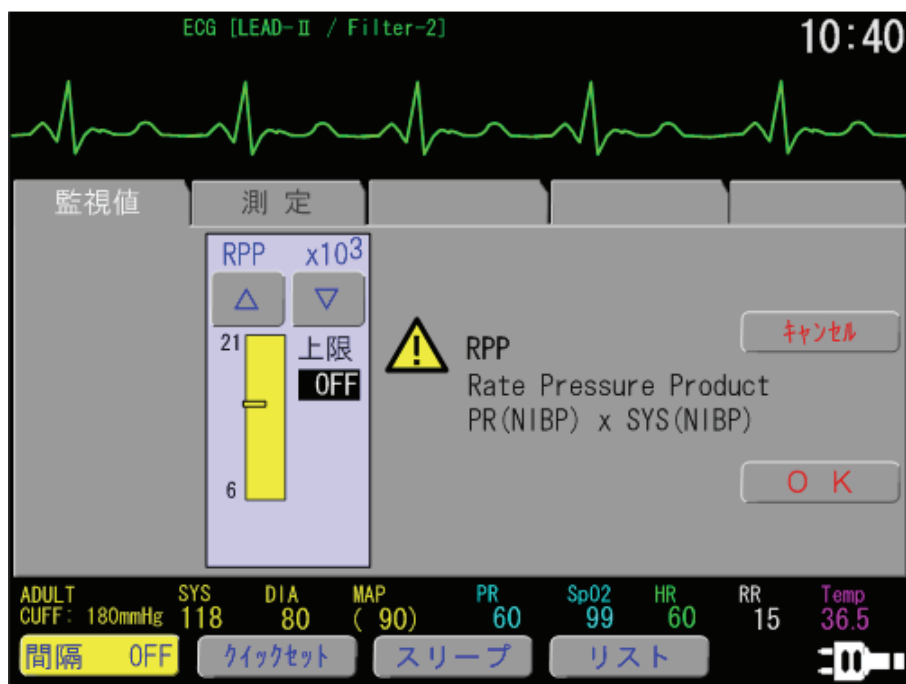 ECG [LEAD-Ⅱ / Filter-2]
10:40
監視値
測 定
RPP x10³
△ ▽
21
上限
OFF
6
RPP
Rate Pressure Product
PR(NIBP) x SYS(NIBP)
ｷｬﾝｾﾙ
O K
ADULT SYS DIA MAP PR SpO2 HR RR Temp
CUFF: 180mmHg 118 80 ( 90) 60 99 60 15 36.5
間隔 OFF ｸｲｯｸｾｯﾄ スリープ リスト